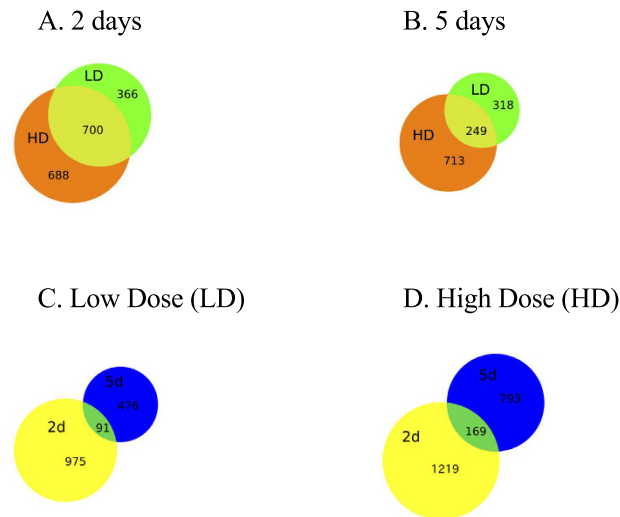 A. 2 days
B. 5 days
LD
366
700
HD
688
LD
318
249
HD
713
C. Low Dose (LD)
D. High Dose (HD)
5d
476
2d
91
975
5d
793
2d
169
1219